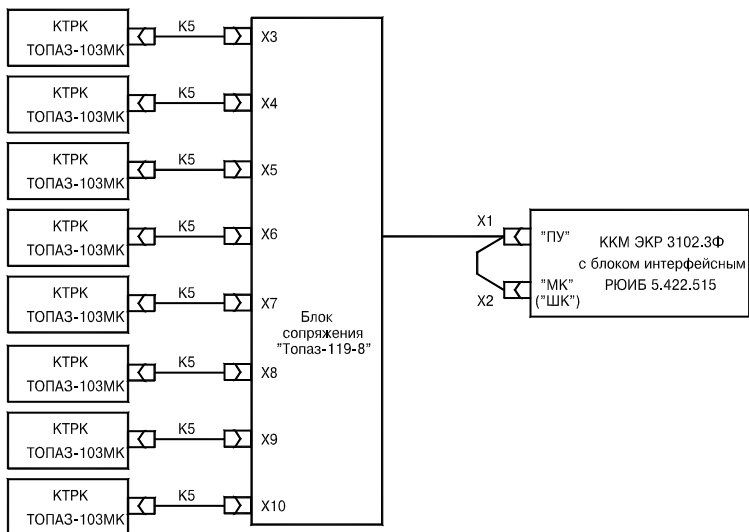 КТРК
ТОПАЗ-103МК
К5
Х3
КТРК
ТОПАЗ-103МК
К5
Х4
КТРК
ТОПАЗ-103МК
К5
Х5
КТРК
ТОПАЗ-103МК
К5
Х6
КТРК
ТОПАЗ-103МК
К5
Х7
КТРК
ТОПАЗ-103МК
К5
Х8
КТРК
ТОПАЗ-103МК
К5
Х9
КТРК
ТОПАЗ-103МК
К5
Х10
Блок
сопряжения
"Топаз-119-8"
Х1
Х2
"ПУ"
"МК"
("ШК")
ККМ ЭКР 3102.3Ф
с блоком интерфейсным
РЮИБ 5.422.515